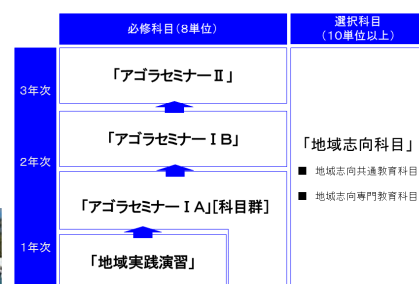 必修科目(8単位)
選択科目
(10単位以上)
3年次
「アゴラセミナーⅡ」
2年次
「アゴラセミナーⅠB」
「地域志向科目」
■ 地域志向共通教育科目
■ 地域志向専門教育科目
「アゴラセミナーⅠA」[科目群]
1年次
「地域実践演習」